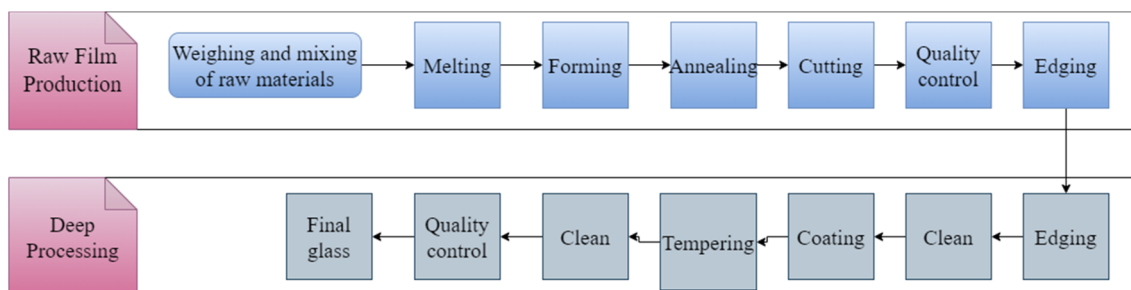 Raw Film
Production
Weighing and mixing
of raw materials
Melting
Forming
Annealing
Cutting
Quality
control
Edging
Deep
Processing
Final
glass
Quality
control
Clean
Tempering
Coating
Clean
Edging